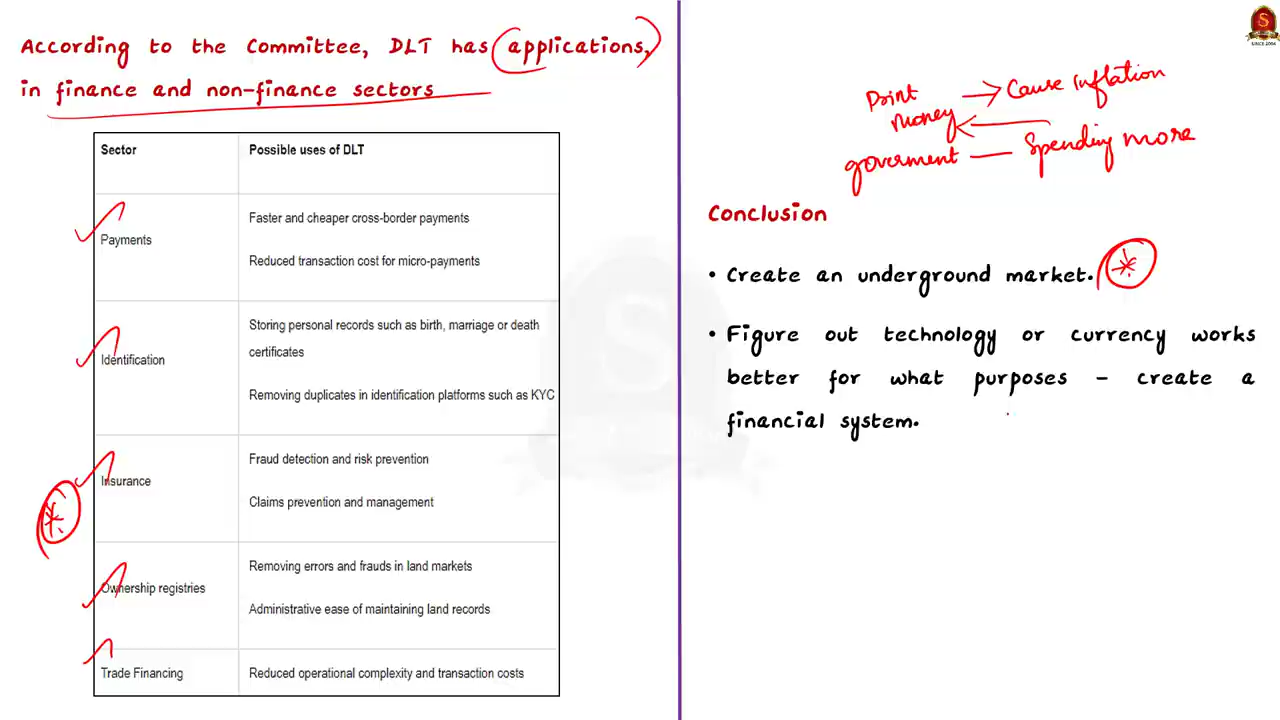 According to the Committee, DLT has applications,
in finance and non-finance sectors
Sector Possible uses of DLT
Payments
Faster and cheaper cross-border payments
Reduced transaction cost for micro-payments
Identification
Storing personal records such as birth, marriage or death
certificates
Removing duplicates in identification platforms such as KYC
Insurance
Fraud detection and risk prevention
Claims prevention and management
Ownership registries
Removing errors and frauds in land markets
Administrative ease of maintaining land records
Trade Financing Reduced operational complexity and transaction costs
S
SINCE 2004
Print Cause inflation
Money
goverment Spending more
Conclusion
• Create an underground market.
• Figure out technology or currency works
better for what purposes – create a
financial system.